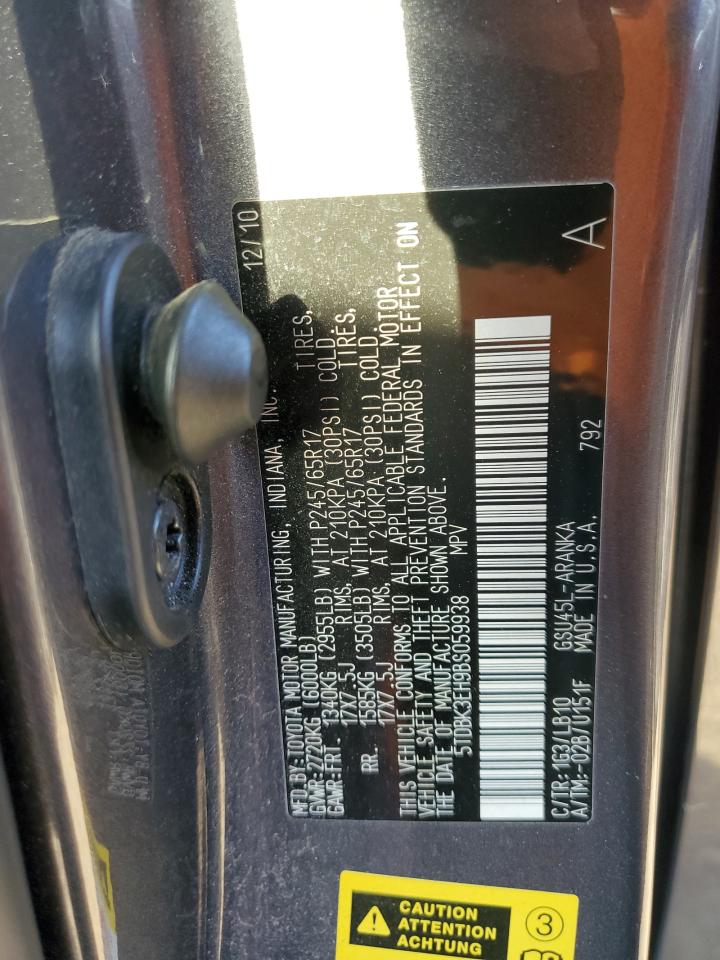 12/10
MFD.BY:TOYOTA MOTOR MANUFACTURING, INDIANA, INC.
GVWR:2720KG (6000LB)
GAWR:FRT. 1340KG (2955LB) WITH P245/65R17 TIRES,
17X7.5J RIMS, AT 210KPA (30PSI) COLD.
RR. 1585KG (3505LB) WITH P245/65R17 TIRES,
17X7.5J RIMS, AT 210KPA (30PSI) COLD.
THIS VEHICLE CONFORMS TO ALL APPLICABLE FEDERAL MOTOR
VEHICLE SAFETY AND THEFT PREVENTION STANDARDS IN EFFECT ON
THE DATE OF MANUFACTURE SHOWN ABOVE.
5TDBK3EH9BS059938 MPV
C/TR:1G3/LB10 GSU45L-ARANKA
A/TM:-02B/U151F MADE IN U.S.A. 792
A
CAUTION
ATTENTION
ACHTUNG
3